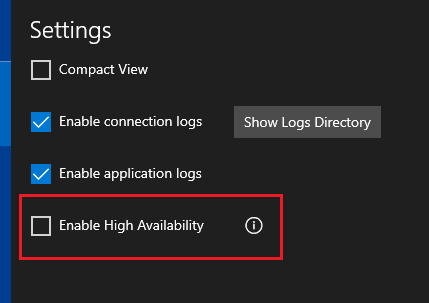 Settings
Compact View
Enable connection logs
Show Logs Directory
Enable application logs
Enable High Availability